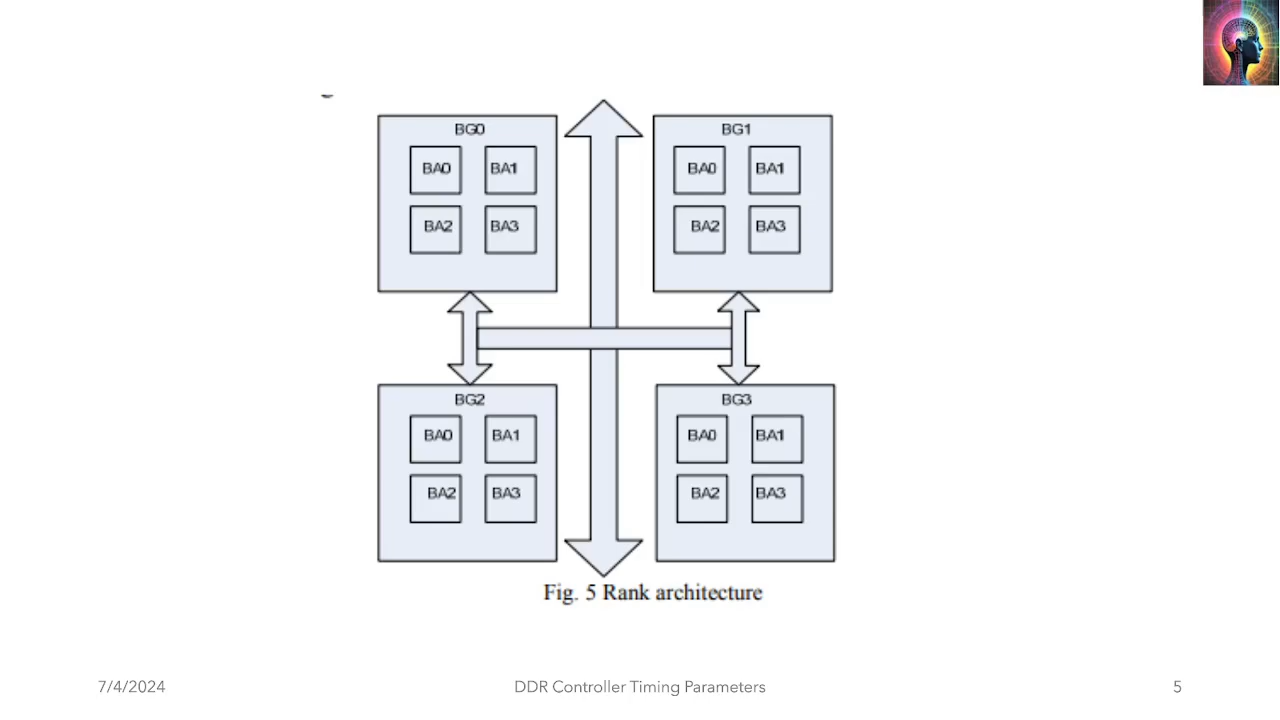 BG0
BA0 BA1
BA2 BA3
BG1
BA0 BA1
BA2 BA3
BG2
BA0 BA1
BA2 BA3
BG3
BA0 BA1
BA2 BA3
Fig. 5 Rank architecture
7/4/2024
DDR Controller Timing Parameters
5